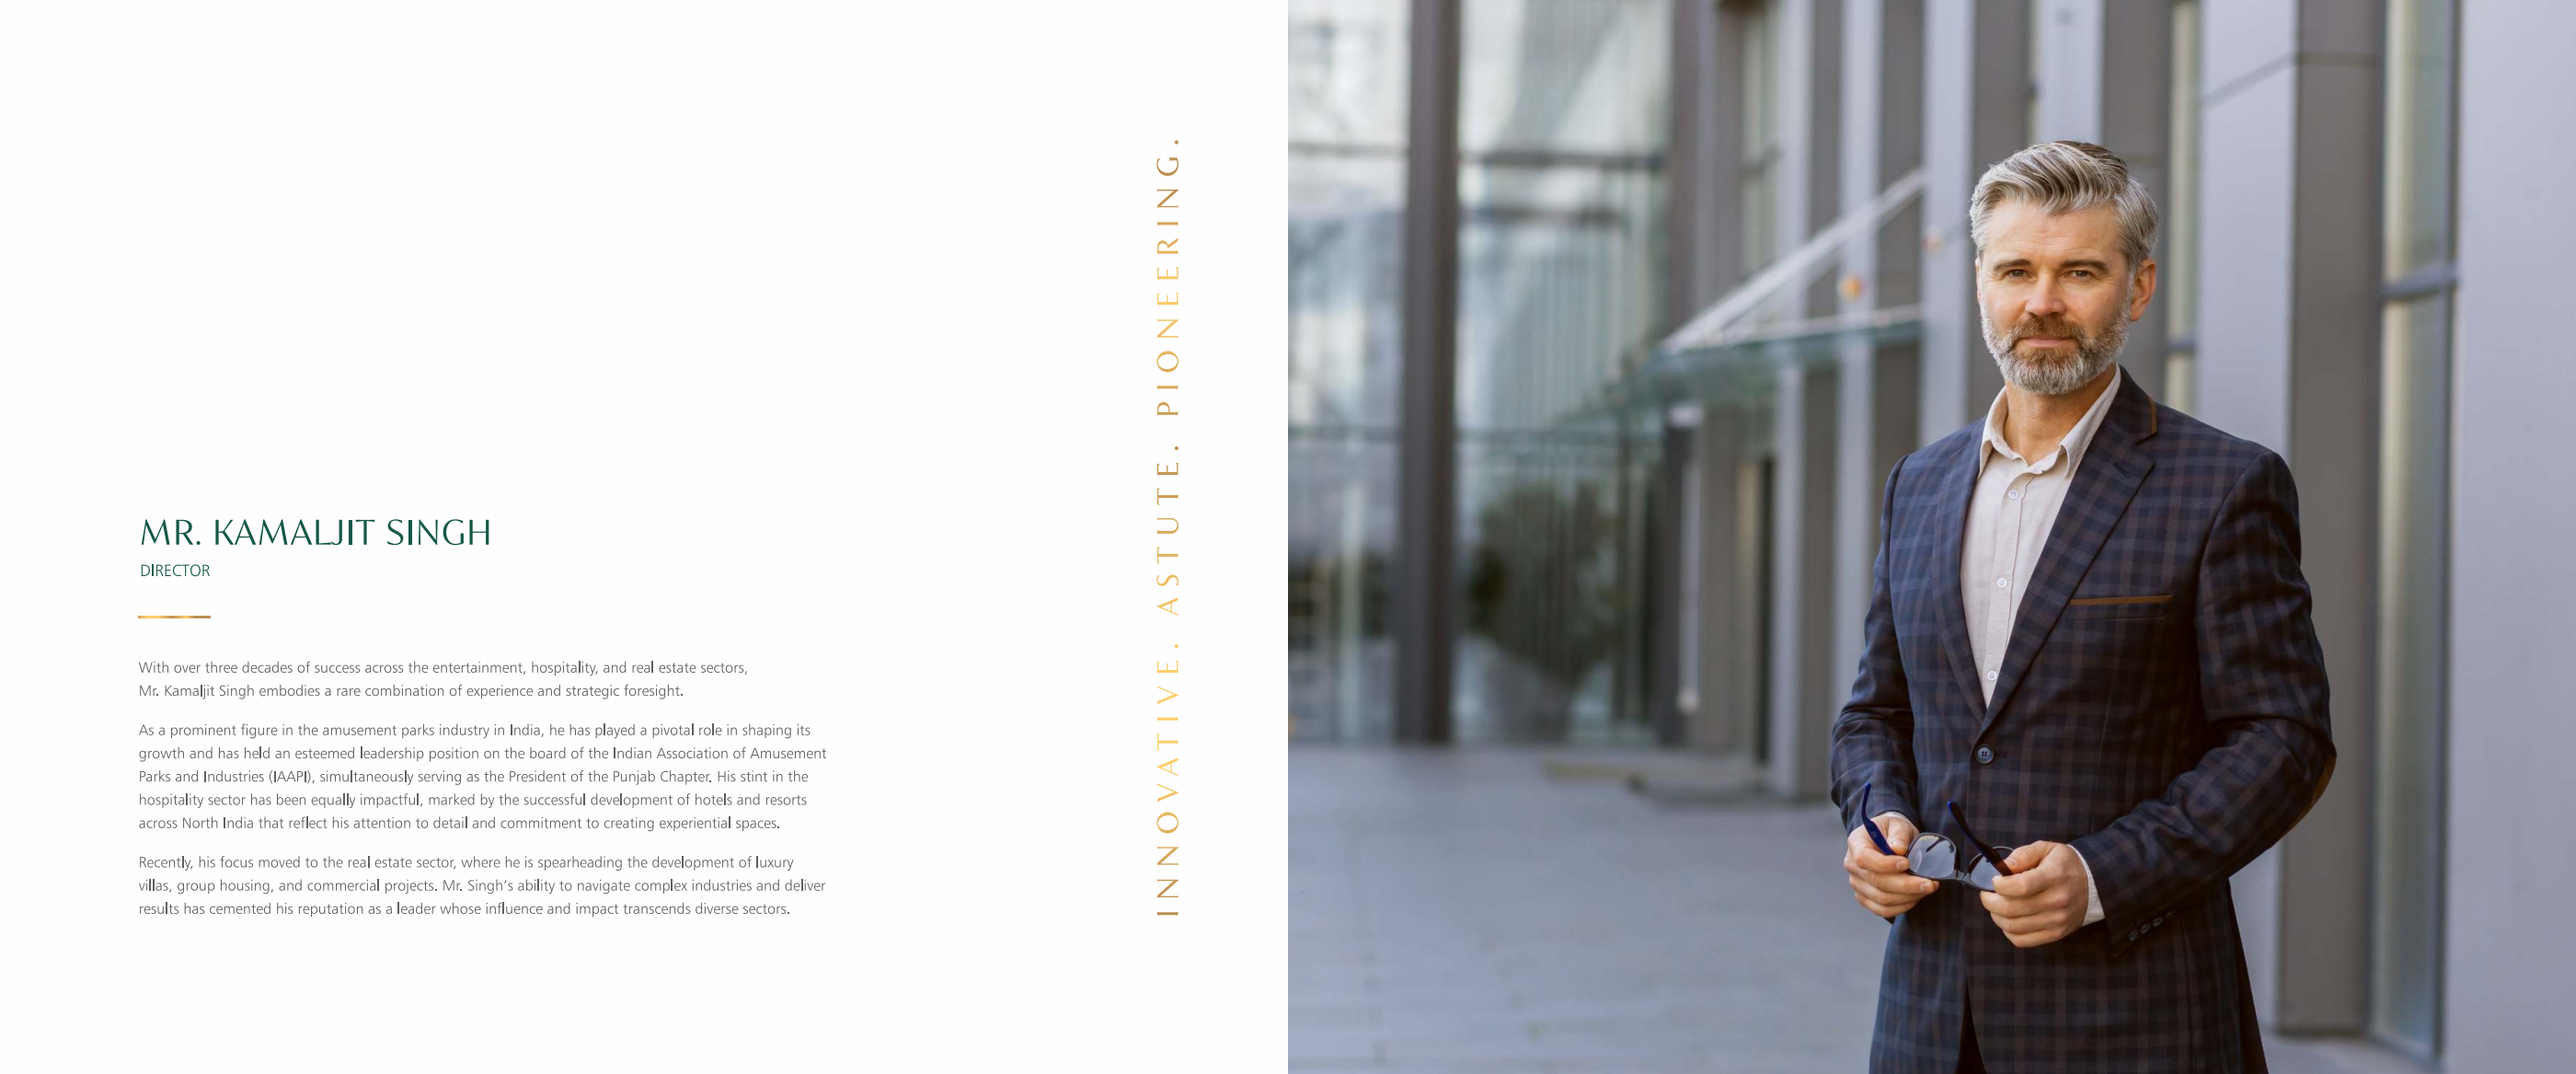 MR. KAMALJIT SINGH
DIRECTOR
With over three decades of success across the entertainment, hospitality, and real estate sectors,
Mr. Kamaljit Singh embodies a rare combination of experience and strategic foresight.
As a prominent figure in the amusement parks industry in India, he has played a pivotal role in shaping its
growth and has held an esteemed leadership position on the board of the Indian Association of Amusement
Parks and Industries (IAAPI), simultaneously serving as the President of the Punjab Chapter. His stint in the
hospitality sector has been equally impactful, marked by the successful development of hotels and resorts
across North India that reflect his attention to detail and commitment to creating experiential spaces.
Recently, his focus moved to the real estate sector, where he is spearheading the development of luxury
villas, group housing, and commercial projects. Mr. Singh's ability to navigate complex industries and deliver
results has cemented his reputation as a leader whose influence and impact transcends diverse sectors.
INNOVATIVE. ASTUTE. PIONEERING.